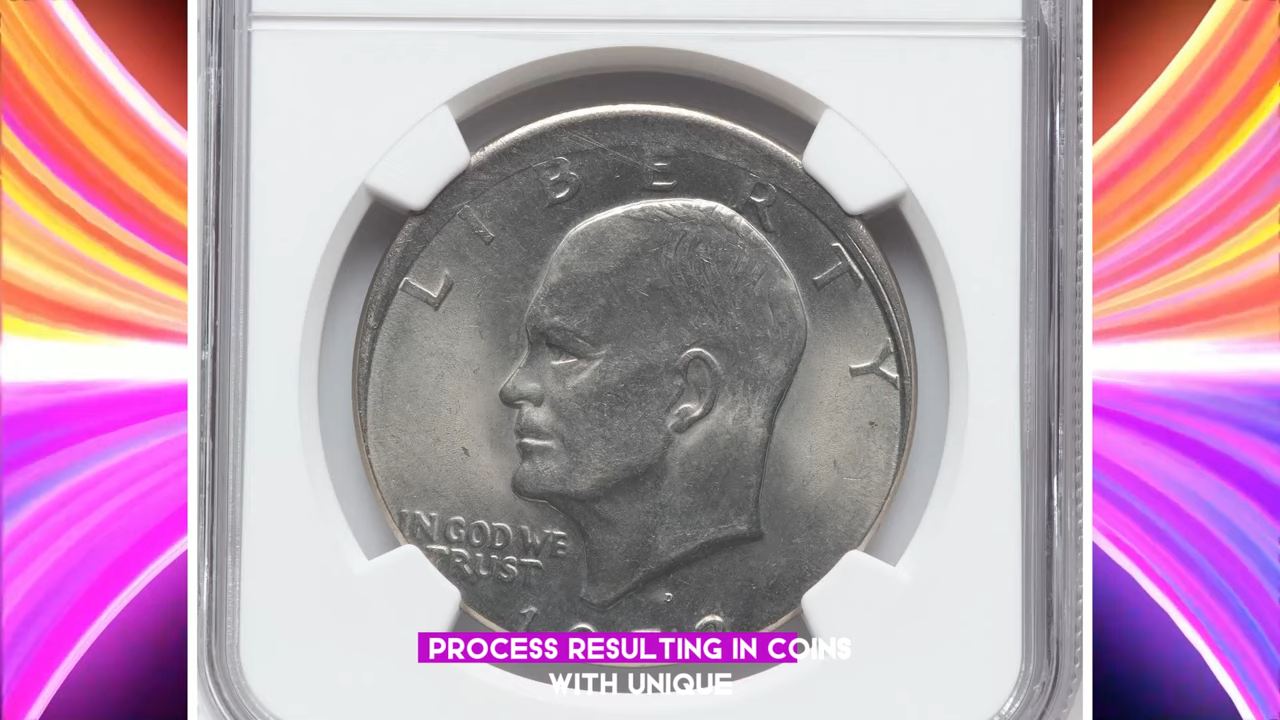 LIBERTY
IN GOD WE
TRUST
D
PROCESS RESULTING IN COINS
WITH UNIQUE